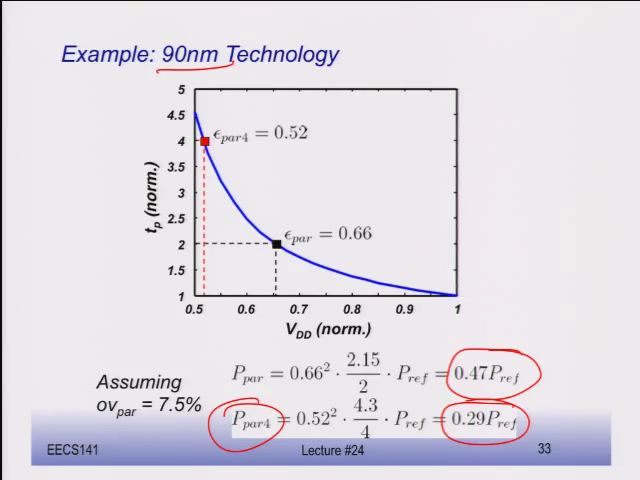 Example: 90nm Technology
5
4.5
4
3.5
3
2.5
2
1.5
1
t_p (norm.)
ϵ_par4 = 0.52
ϵ_par = 0.66
0.5 0.6 0.7 0.8 0.9 1
V_DD (norm.)
Assuming
ov_par = 7.5%
P_par = 0.66² · 2.15/2 · P_ref = 0.47P_ref
P_par4 = 0.52² · 4.3/4 · P_ref = 0.29P_ref
EECS141 Lecture #24 33